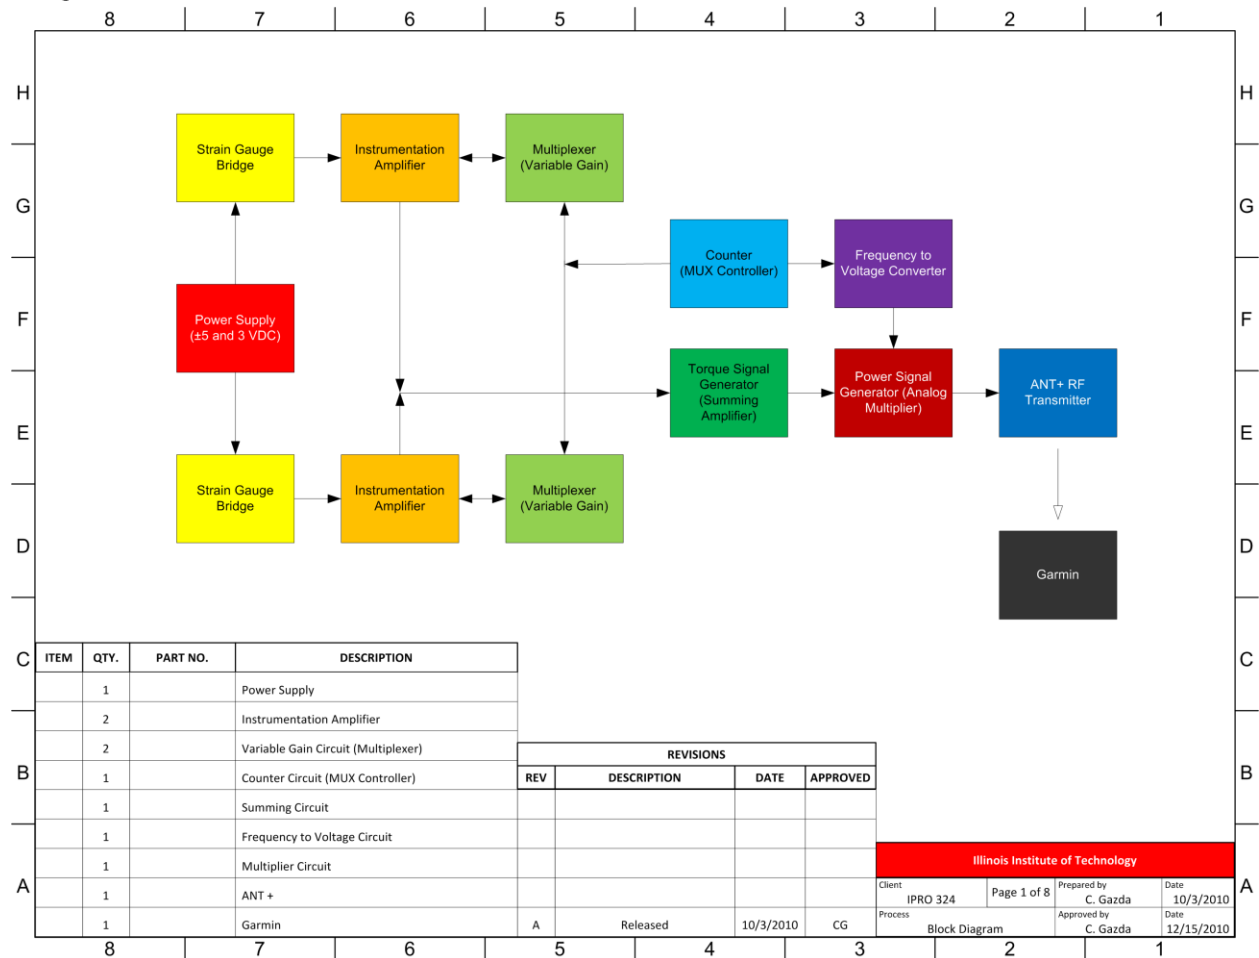 8 7 6 5 4 3 2 1
H H
Strain Gauge
Bridge
Instrumentation
Amplifier
Multiplexer
(Variable Gain)
G G
Counter
(MUX Controller)
Frequency to
Voltage Converter
F F
Power Supply
(±5 and 3 VDC)
Torque Signal
Generator
(Summing
Amplifier)
Power Signal
Generator (Analog
Multiplier)
ANT+ RF
Transmitter
E E
Strain Gauge
Bridge
Instrumentation
Amplifier
Multiplexer
(Variable Gain)
D D
Garmin
C C
ITEM QTY. PART NO. DESCRIPTION
1 Power Supply
2 Instrumentation Amplifier
2 Variable Gain Circuit (Multiplexer)
1 Counter Circuit (MUX Controller)
1 Summing Circuit
1 Frequency to Voltage Circuit
1 Multiplier Circuit
1 ANT +
1 Garmin
B B
REVISIONS
REV DESCRIPTION DATE APPROVED
A Released 10/3/2010 CG
A A
Illinois Institute of Technology
Client
IPRO 324
Page 1 of 8
Prepared by
C. Gazda
Date
10/3/2010
Process
Block Diagram
Approved by
C. Gazda
Date
12/15/2010
8 7 6 5 4 3 2 1